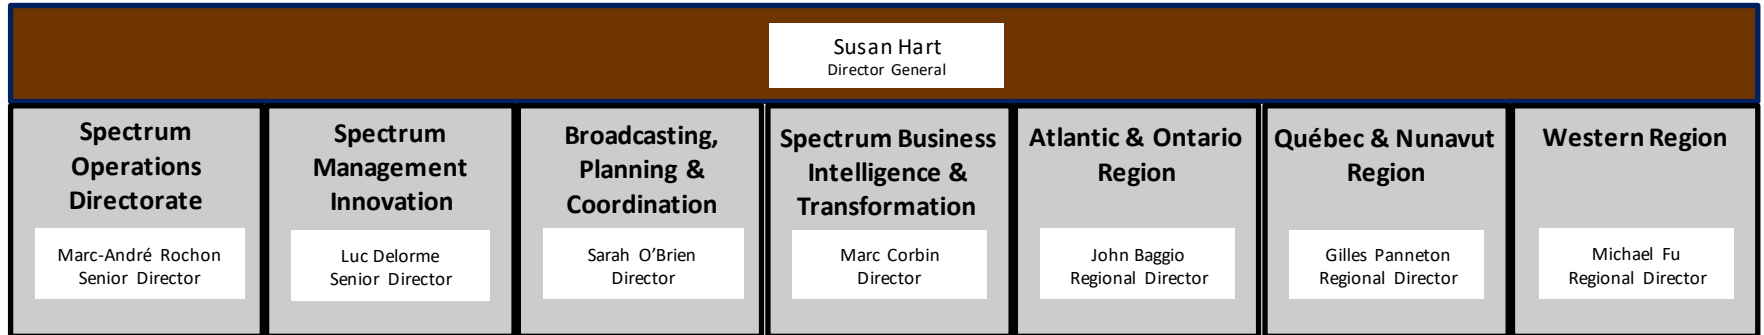 Susan Hart
Director General
Spectrum
Operations
Directorate
Marc-André Rochon
Senior Director
Spectrum
Management
Innovation
Luc Delorme
Senior Director
Broadcasting,
Planning &
Coordination
Sarah O’Brien
Director
Spectrum Business
Intelligence &
Transformation
Marc Corbin
Director
Atlantic & Ontario
Region
John Baggio
Regional Director
Québec & Nunavut
Region
Gilles Panneton
Regional Director
Western Region
Michael Fu
Regional Director